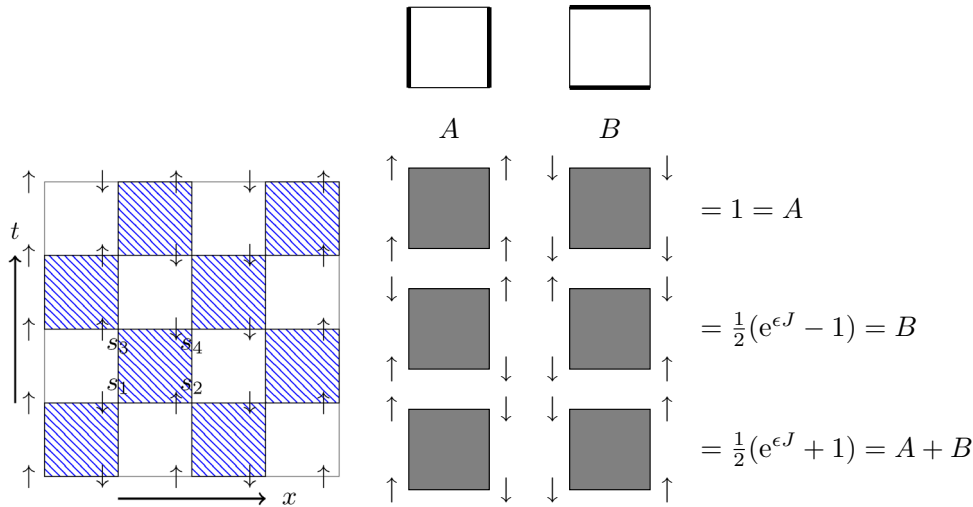 A B
= 1 = A
t
= ½(e^{ϵJ} − 1) = B
s₃ s₄
s₁ s₂
= ½(e^{ϵJ} + 1) = A + B
x